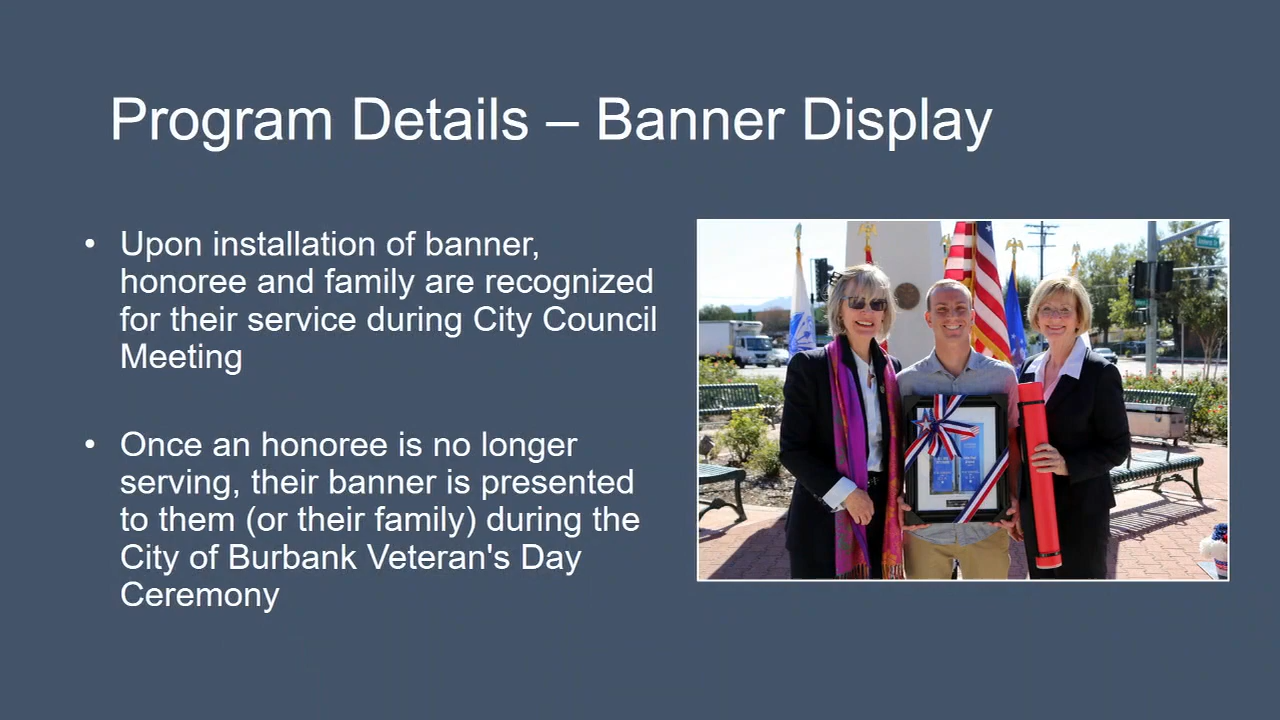 Program Details – Banner Display
• Upon installation of banner,
honoree and family are recognized
for their service during City Council
Meeting
• Once an honoree is no longer
serving, their banner is presented
to them (or their family) during the
City of Burbank Veteran's Day
Ceremony